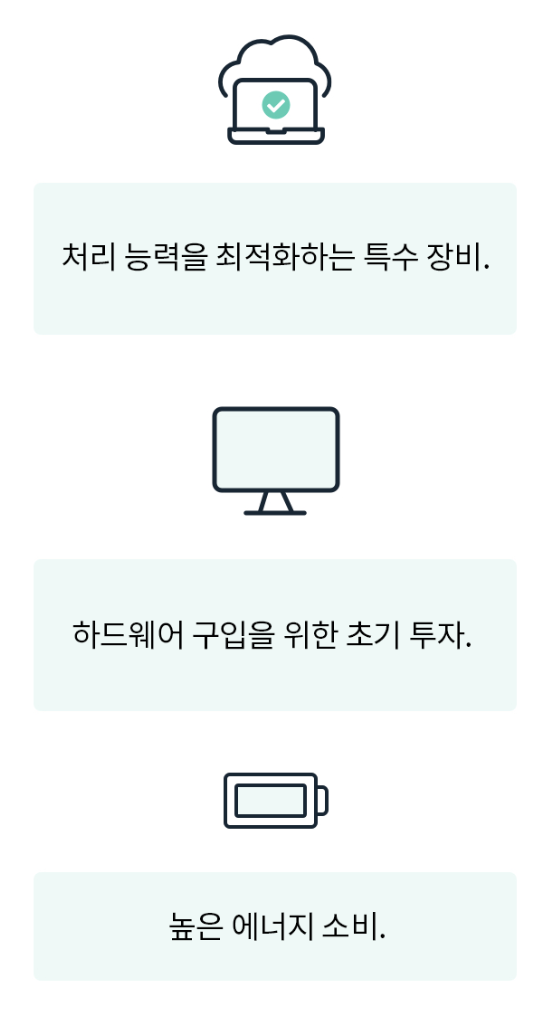 처리 능력을 최적화하는 특수 장비.
하드웨어 구입을 위한 초기 투자.
높은 에너지 소비.